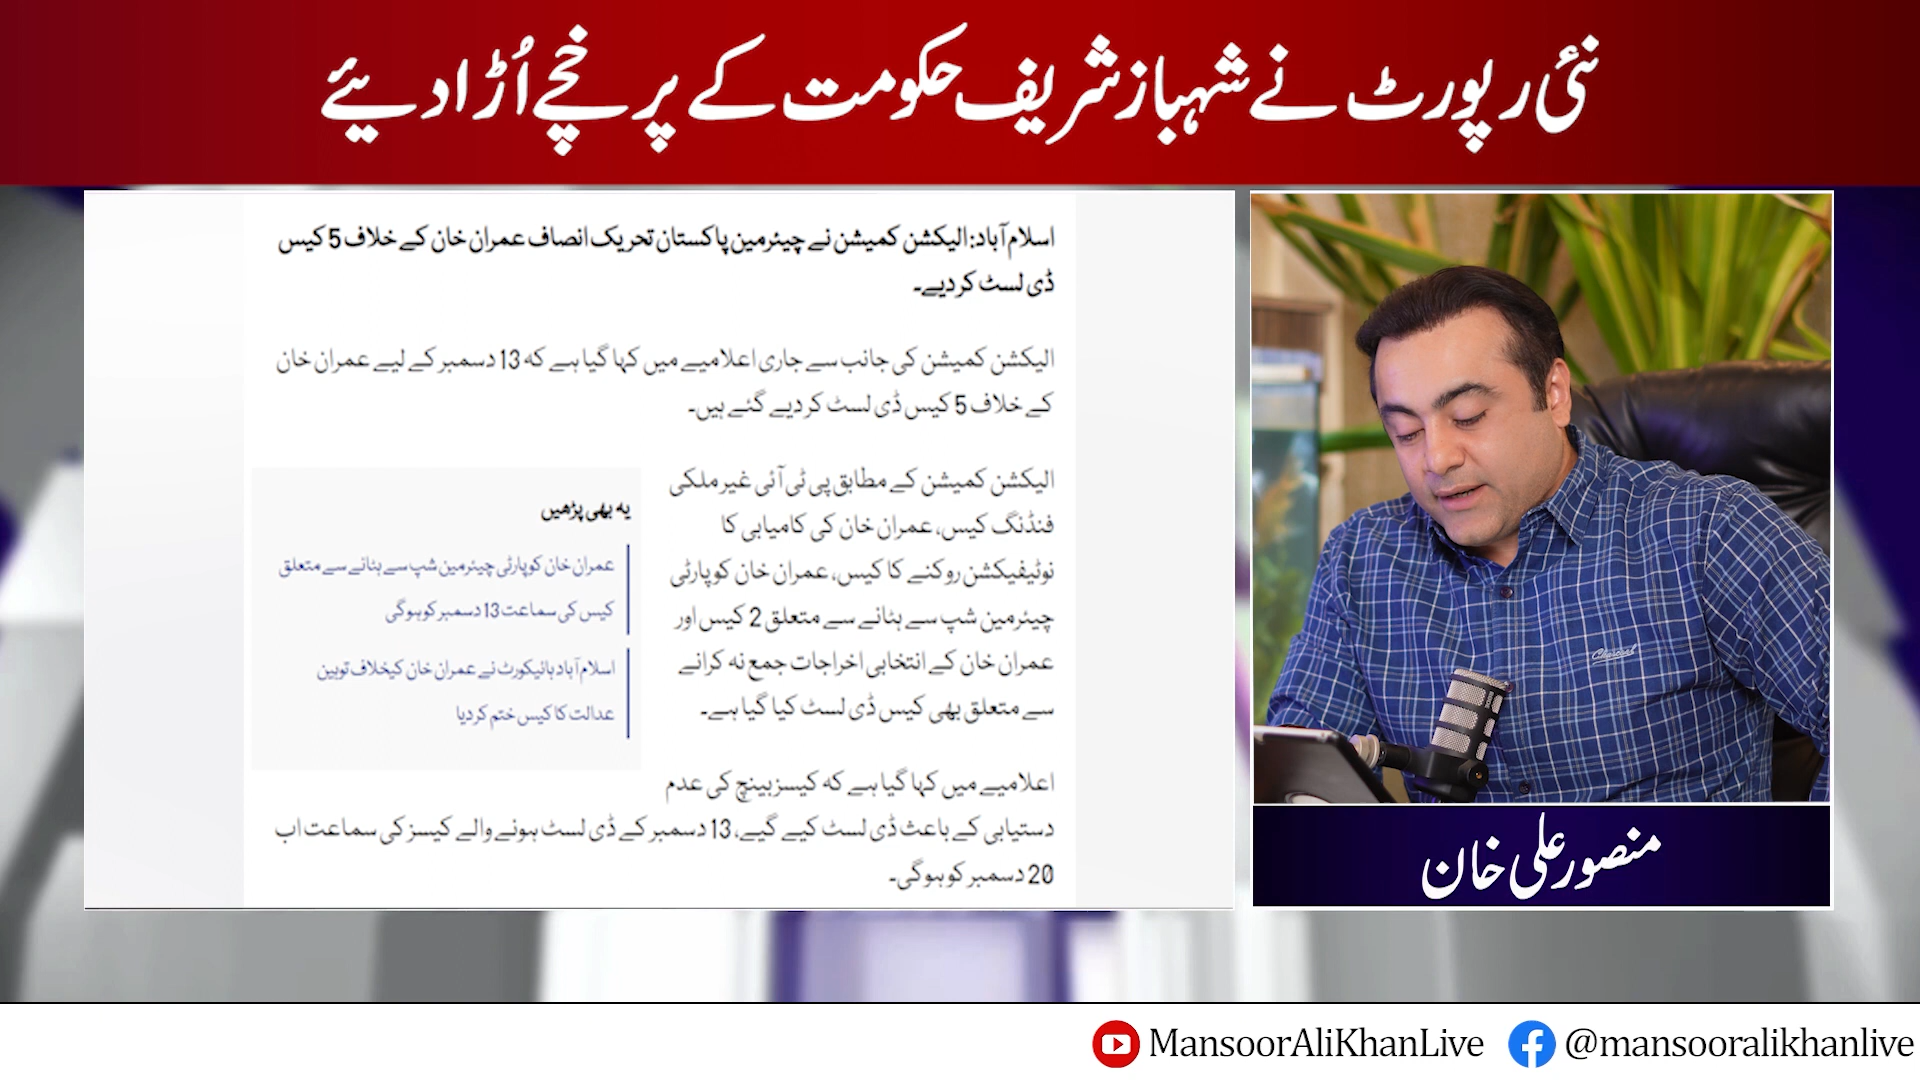 نئی رپورٹ نے شہباز شریف حکومت کے پرخچے اُڑا دیئے
اسلام آباد: الیکشن کمیشن نے چیئرمین پاکستان تحریک انصاف عمران خان کے خلاف 5 کیس
ڈی لسٹ کر دیے۔
الیکشن کمیشن کی جانب سے جاری اعلامیے میں کہا گیا ہے کہ 13 دسمبر کے لیے عمران خان
کے خلاف 5 کیس ڈی لسٹ کر دیے گئے ہیں۔
الیکشن کمیشن کے مطابق پی ٹی آئی غیر ملکی
فنڈنگ کیس، عمران خان کی کامیابی کا
نوٹیفیکشن روکنے کا کیس، عمران خان کو پارٹی
چیئرمین شپ سے ہٹانے سے متعلق 2 کیس اور
عمران خان کے انتخابی اخراجات جمع نہ کرانے
سے متعلق بھی کیس ڈی لسٹ کیا گیا ہے۔
یہ بھی پڑھیں
عمران خان کو پارٹی چیئرمین شپ سے ہٹانے سے متعلق
کیس کی سماعت 13 دسمبر کو ہوگی
اسلام آباد ہائیکورٹ نے عمران خان کیخلاف توہین
عدالت کا کیس ختم کر دیا
اعلامیے میں کہا گیا ہے کہ کیسز بینچ کی عدم
دستیابی کے باعث ڈی لسٹ کیے گیے، 13 دسمبر کے ڈی لسٹ ہونے والے کیسز کی سماعت اب
20 دسمبر کو ہوگی۔
Charcoal
منصور علی خان
MansoorAliKhanLive
@mansooralikhanlive